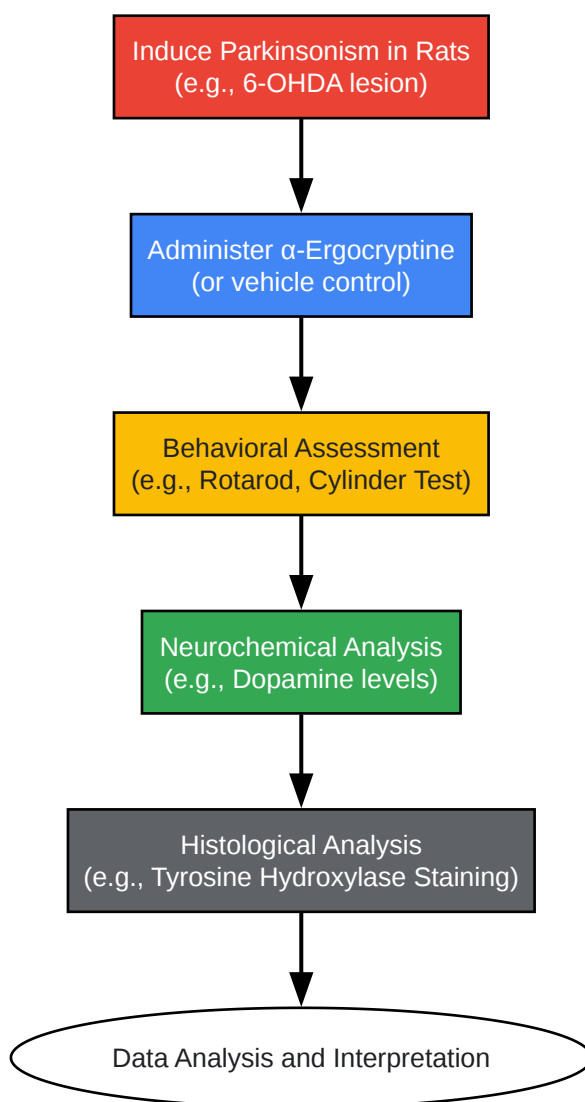 Induce Parkinsonism in Rats
(e.g., 6-OHDA lesion)
Administer α-Ergocryptine
(or vehicle control)
Behavioral Assessment
(e.g., Rotarod, Cylinder Test)
Neurochemical Analysis
(e.g., Dopamine levels)
Histological Analysis
(e.g., Tyrosine Hydroxylase Staining)
Data Analysis and Interpretation